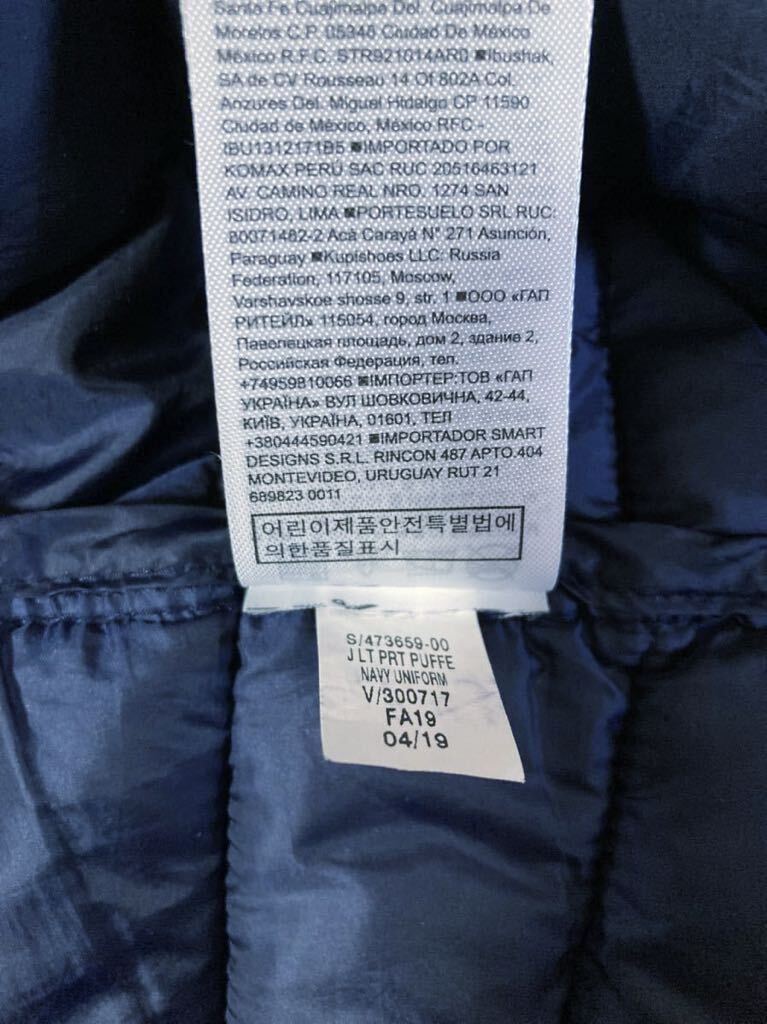 Santa Fe Cuajimalpa Del. Cuajimalpa De
Morelos C.P. 05348 Ciudad De México
México R.F.C. STR921014AR0 ■Ibushak,
SA de CV Rousseau 14 Of 802A Col.
Anzures Del. Miguel Hidalgo CP 11590
Ciudad de México, México RFC -
IBU1312171B5 ■IMPORTADO POR
KOMAX PERÚ SAC RUC 20516463121
AV. CAMINO REAL NRO. 1274 SAN
ISIDRO, LIMA ■PORTESUELO SRL RUC:
80071482-2 Acá Carayá N° 271 Asunción,
Paraguay ■Kupishoes LLC: Russia
Federation, 117105, Moscow,
Varshavskoe shosse 9, str. 1 ■ООО «ГАП
РИТЕЙЛ» 115054, город Москва,
Павелецкая площадь, дом 2, здание 2,
Российская Федерация, тел.
+74959810066 ■ІМПОРТЕР:ТОВ «ГАП
УКРАЇНА» ВУЛ ШОВКОВИЧНА, 42-44,
КИЇВ, УКРАЇНА, 01601, ТЕЛ
+380444590421 ■IMPORTADOR SMART
DESIGNS S.R.L. RINCON 487 APTO.404
MONTEVIDEO, URUGUAY RUT 21
689823 0011
어린이제품안전특별법에
의한품질표시
S/473659-00
J LT PRT PUFFE
NAVY UNIFORM
V/300717
FA19
04/19